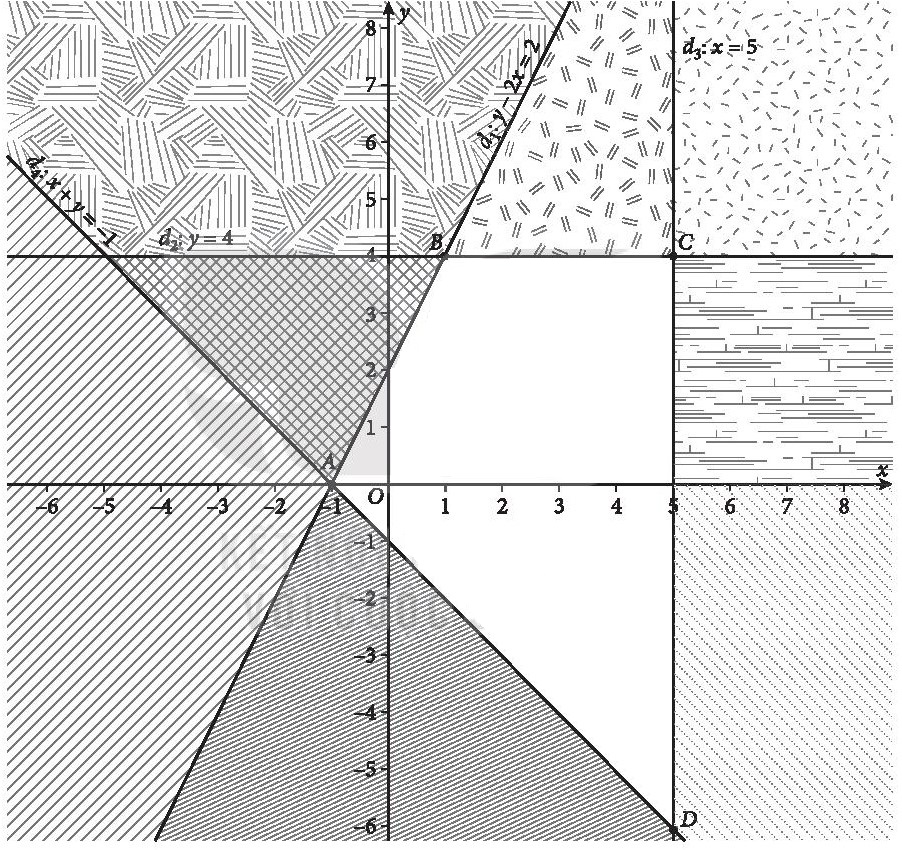 y
8
d₃: x = 5
d₁: y − 2x = 2
7
6
d₄: x + y = −1
5
d₂: y = 4
B
4
C
3
2
1
A
x
−6 −5 −4 −3 −2 −1 O 1 2 3 4 5 6 7 8
−1
−2
−3
−4
−5
−6
D